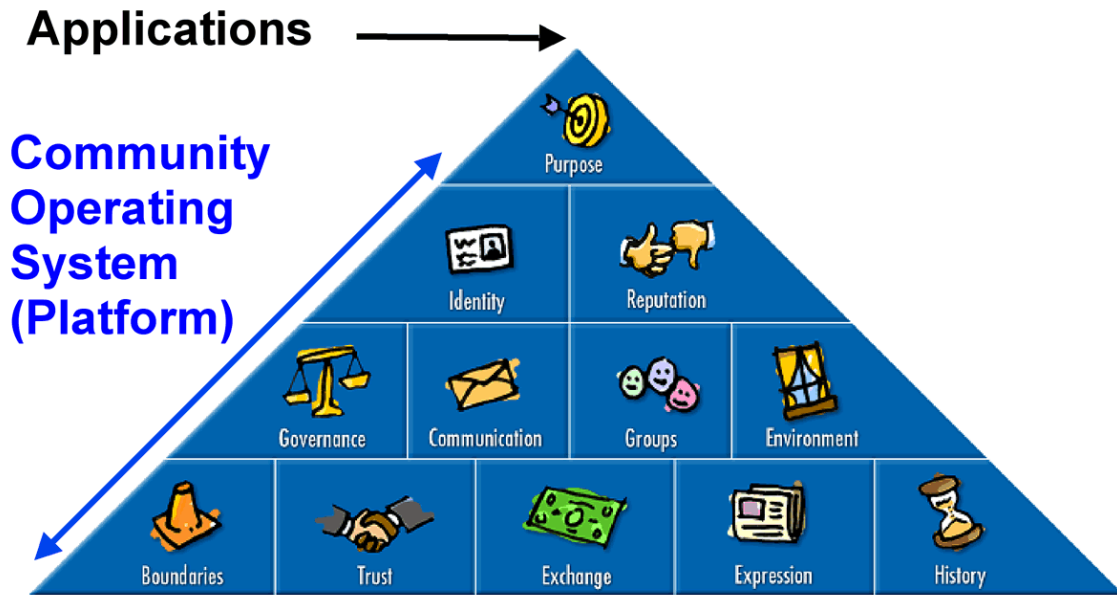 Applications
Community
Operating
System
(Platform)
Purpose
Identity
Reputation
Governance
Communication
Groups
Environment
Boundaries
Trust
Exchange
Expression
History